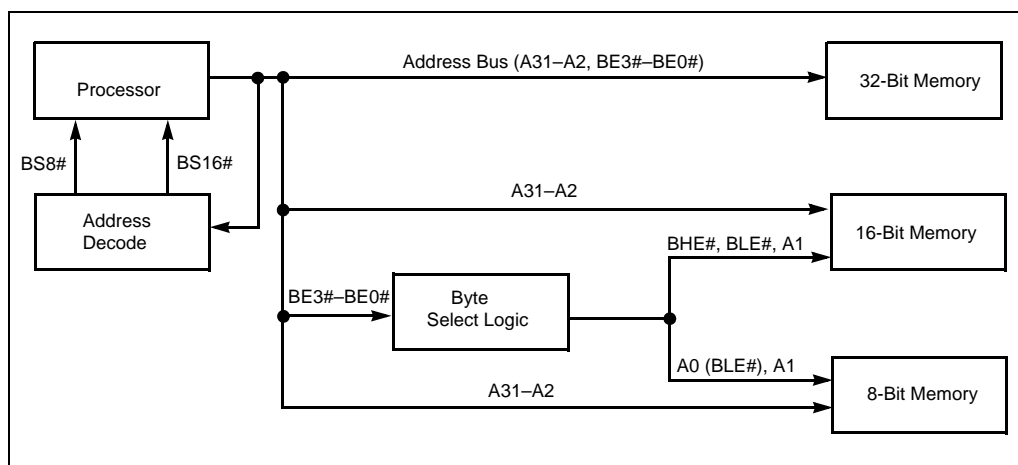 Processor
Address Bus (A31–A2, BE3#–BE0#)
32-Bit Memory
BS8#
BS16#
Address
Decode
A31–A2
16-Bit Memory
BHE#, BLE#, A1
BE3#–BE0#
Byte
Select Logic
A0 (BLE#), A1
A31–A2
8-Bit Memory